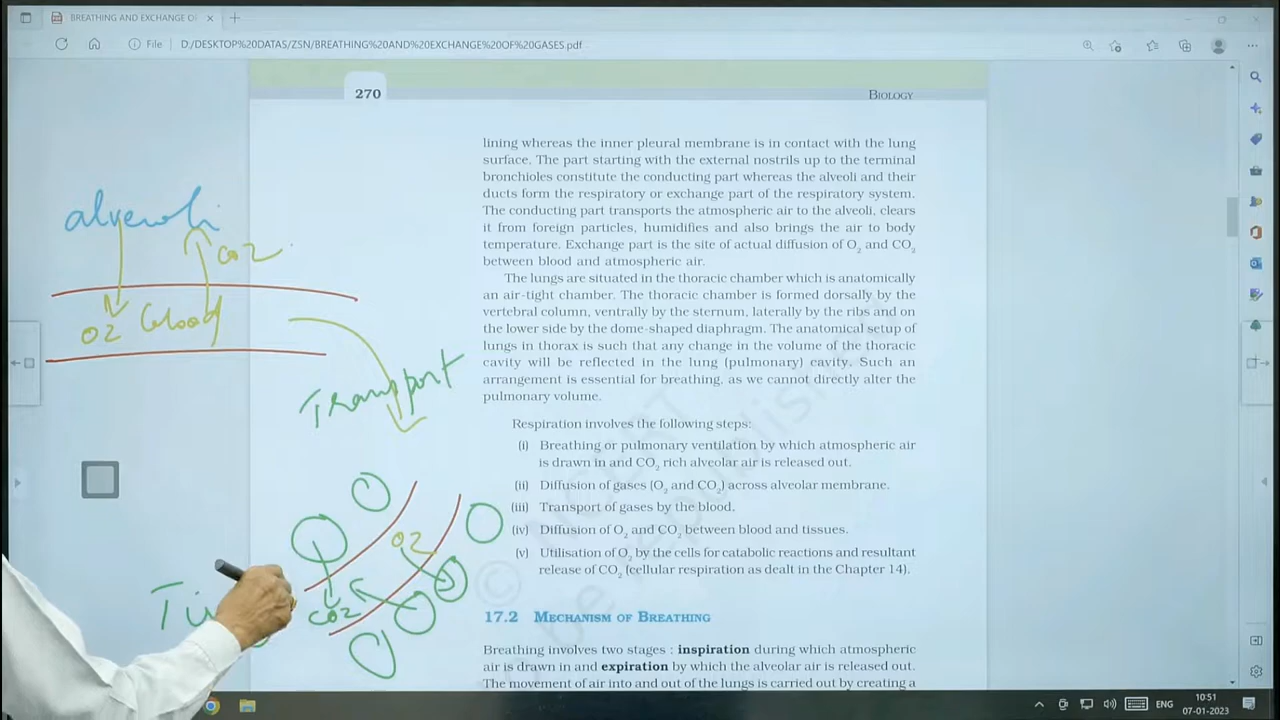 BREATHING AND EXCHANGE OF
File
D:/DESKTOP%20DATAS/ZSN/BREATHING%20AND%20EXCHANGE%20OF%20GASES.pdf
270
BIOLOGY
lining whereas the inner pleural membrane is in contact with the lung
surface. The part starting with the external nostrils up to the terminal
bronchioles constitute the conducting part whereas the alveoli and their
ducts form the respiratory or exchange part of the respiratory system.
The conducting part transports the atmospheric air to the alveoli, clears
it from foreign particles, humidifies and also brings the air to body
temperature. Exchange part is the site of actual diffusion of O2 and CO2
between blood and atmospheric air.
The lungs are situated in the thoracic chamber which is anatomically
an air-tight chamber. The thoracic chamber is formed dorsally by the
vertebral column, ventrally by the sternum, laterally by the ribs and on
the lower side by the dome-shaped diaphragm. The anatomical setup of
lungs in thorax is such that any change in the volume of the thoracic
cavity will be reflected in the lung (pulmonary) cavity. Such an
arrangement is essential for breathing, as we cannot directly alter the
pulmonary volume.
Respiration involves the following steps:
(i) Breathing or pulmonary ventilation by which atmospheric air
is drawn in and CO2 rich alveolar air is released out.
(ii) Diffusion of gases (O2 and CO2) across alveolar membrane.
(iii) Transport of gases by the blood.
(iv) Diffusion of O2 and CO2 between blood and tissues.
(v) Utilisation of O2 by the cells for catabolic reactions and resultant
release of CO2 (cellular respiration as dealt in the Chapter 14).
17.2 MECHANISM OF BREATHING
Breathing involves two stages : inspiration during which atmospheric
air is drawn in and expiration by which the alveolar air is released out.
The movement of air into and out of the lungs is carried out by creating a
alveoli
CO2
O2 blood
Transport
O2
CO2
ENG
10:51
07-01-2023